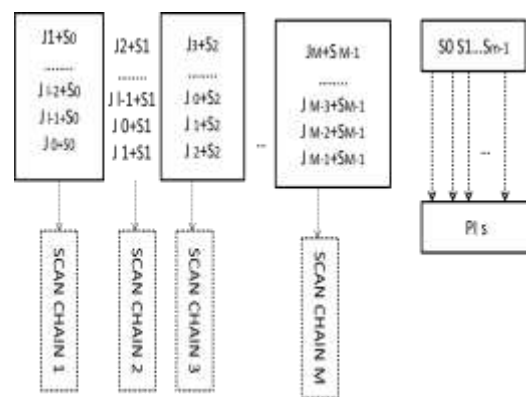 J1+S0
........
J l-2+S0
J l-1+S0
J 0+S0
J2+S1
........
J l-1+S1
J 0+S1
J 1+S1
J3+S2
........
J 0+S2
J 1+S2
J 2+S2
...
JM+S M-1
........
J M-3+SM-1
J M-2+SM-1
J M-1+SM-1
S0 S1...Sm-1
...
PI s
SCAN CHAIN 1
SCAN CHAIN 2
SCAN CHAIN 3
SCAN CHAIN M